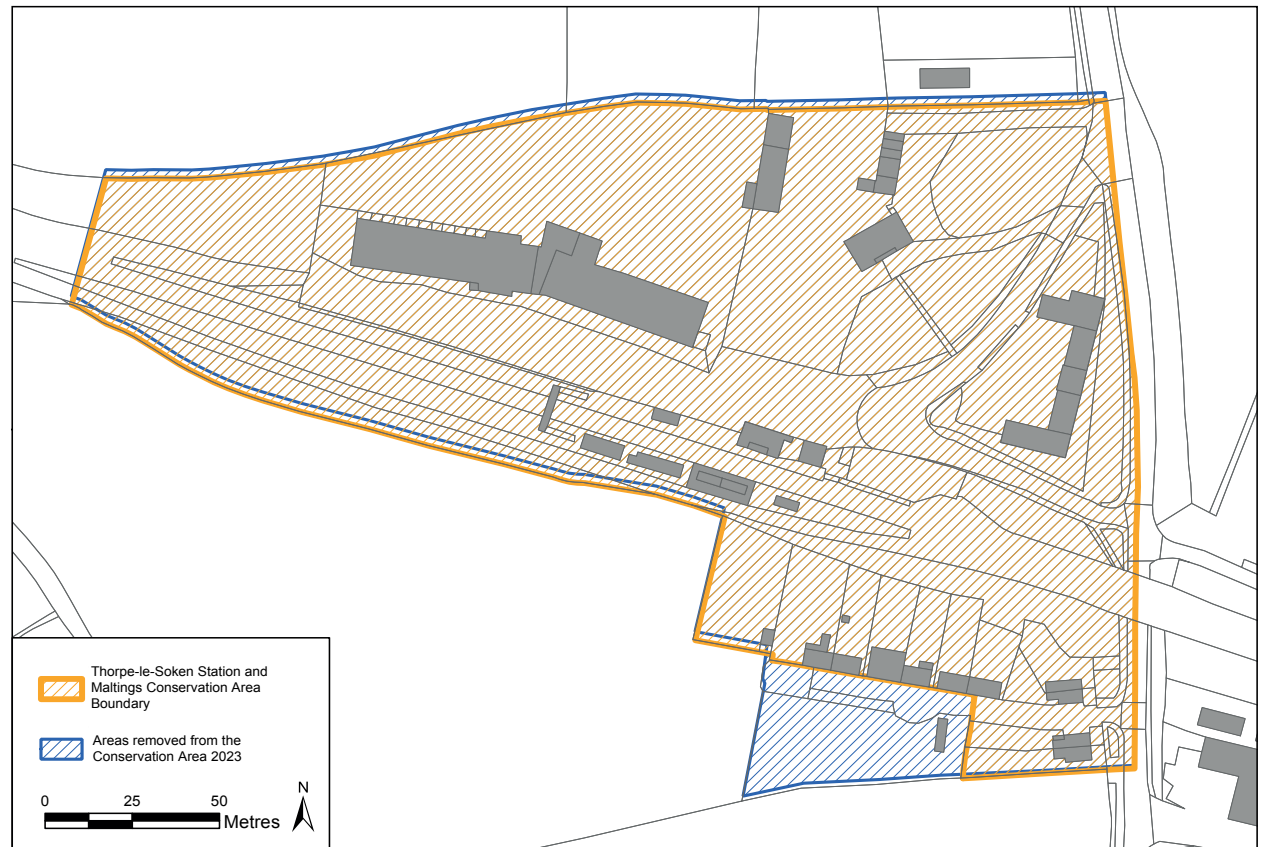 Thorpe-le-Soken Station and
Maltings Conservation Area
Boundary
Areas removed from the
Conservation Area 2023
N
0 25 50
Metres